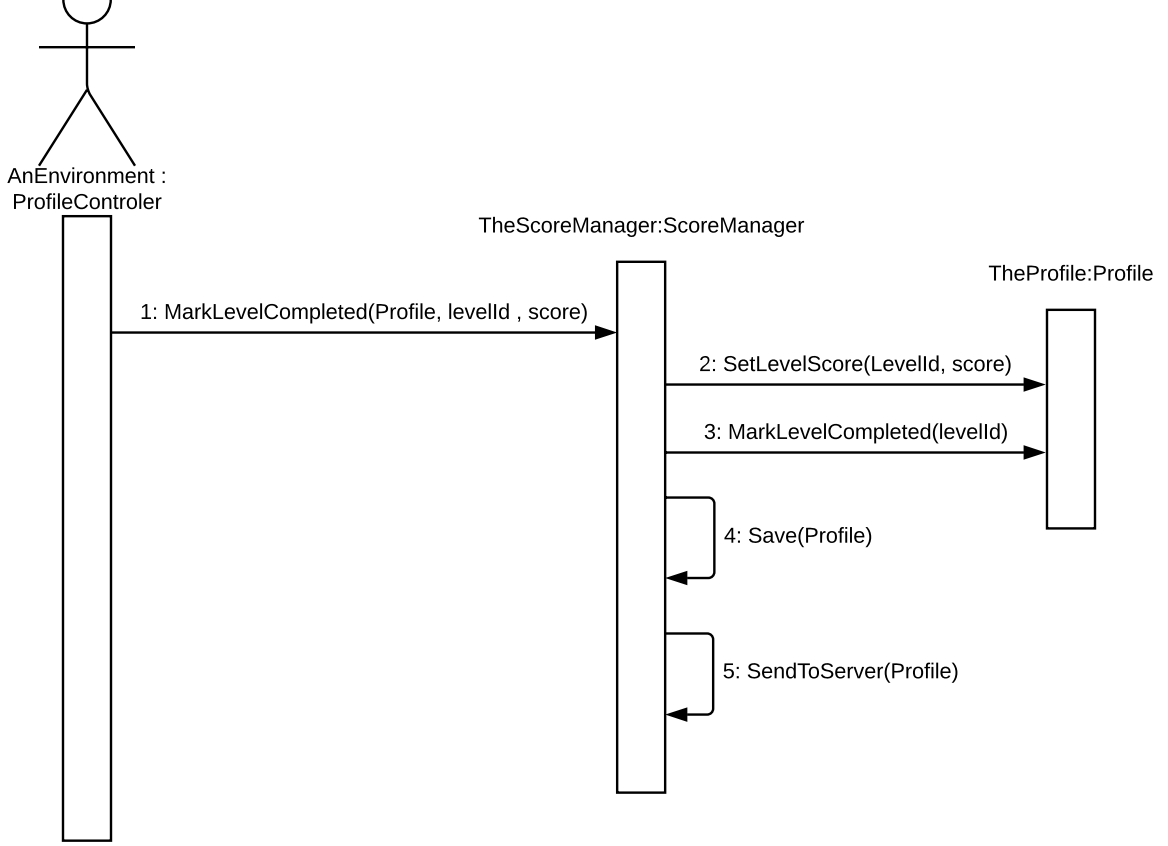 AnEnvironment :
ProfileControler
TheScoreManager:ScoreManager
TheProfile:Profile
1: MarkLevelCompleted(Profile, levelId , score)
2: SetLevelScore(LevelId, score)
3: MarkLevelCompleted(levelId)
4: Save(Profile)
5: SendToServer(Profile)